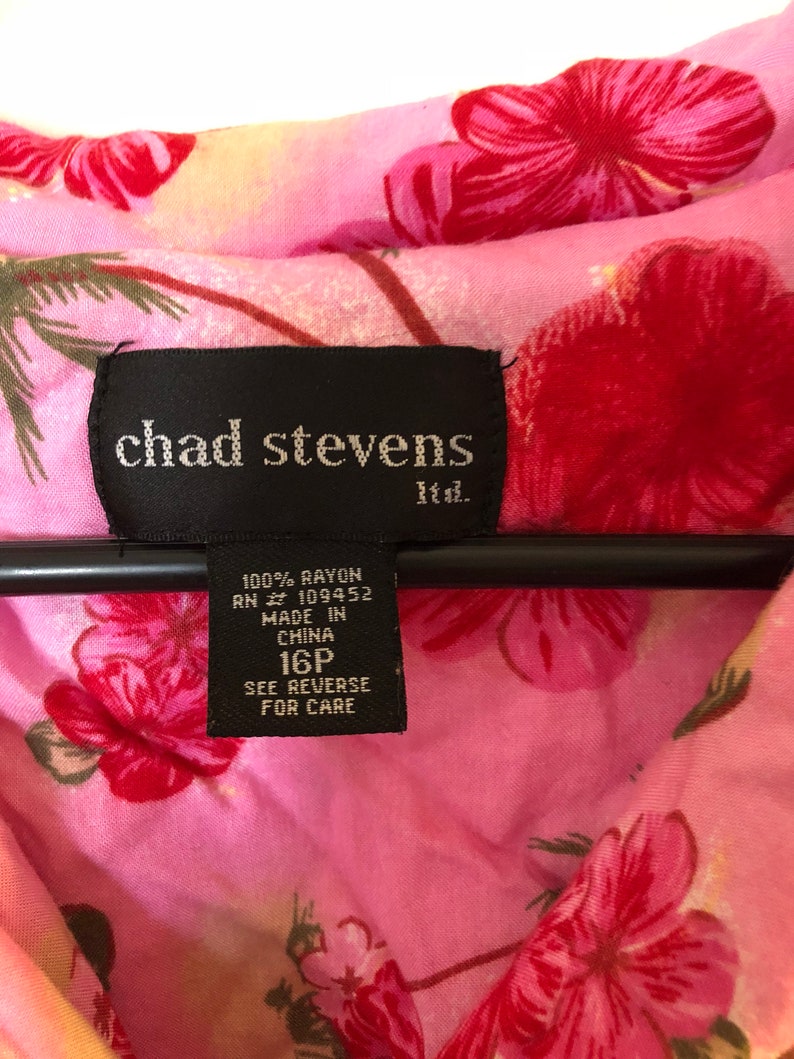 chad stevens
ltd.
100% RAYON
RN # 109452
MADE IN
CHINA
16P
SEE REVERSE
FOR CARE